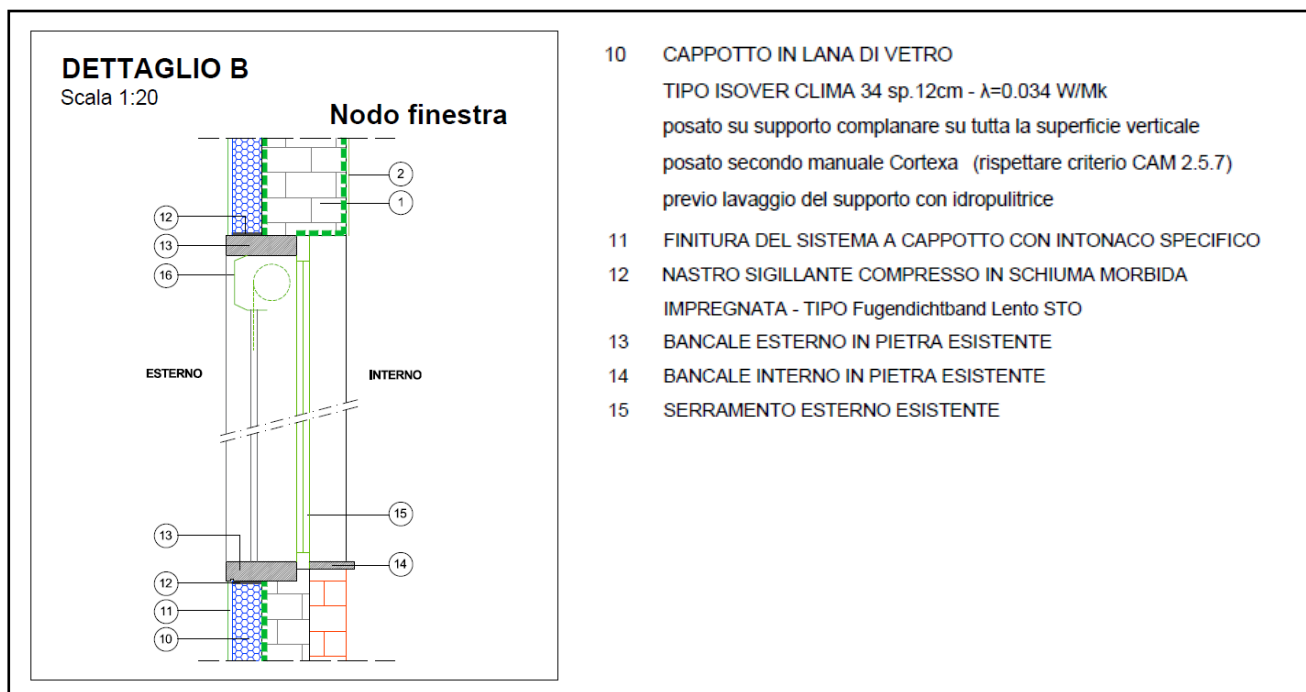 DETTAGLIO B
Scala 1:20
Nodo finestra
2
1
12
13
16
ESTERNO
INTERNO
15
13
14
12
11
10
10 CAPPOTTO IN LANA DI VETRO
TIPO ISOVER CLIMA 34 sp.12cm - λ=0.034 W/Mk
posato su supporto complanare su tutta la superficie verticale
posato secondo manuale Cortexa (rispettare criterio CAM 2.5.7)
previo lavaggio del supporto con idropulitrice
11 FINITURA DEL SISTEMA A CAPPOTTO CON INTONACO SPECIFICO
12 NASTRO SIGILLANTE COMPRESSO IN SCHIUMA MORBIDA
IMPREGNATA - TIPO Fugendichtband Lento STO
13 BANCALE ESTERNO IN PIETRA ESISTENTE
14 BANCALE INTERNO IN PIETRA ESISTENTE
15 SERRAMENTO ESTERNO ESISTENTE